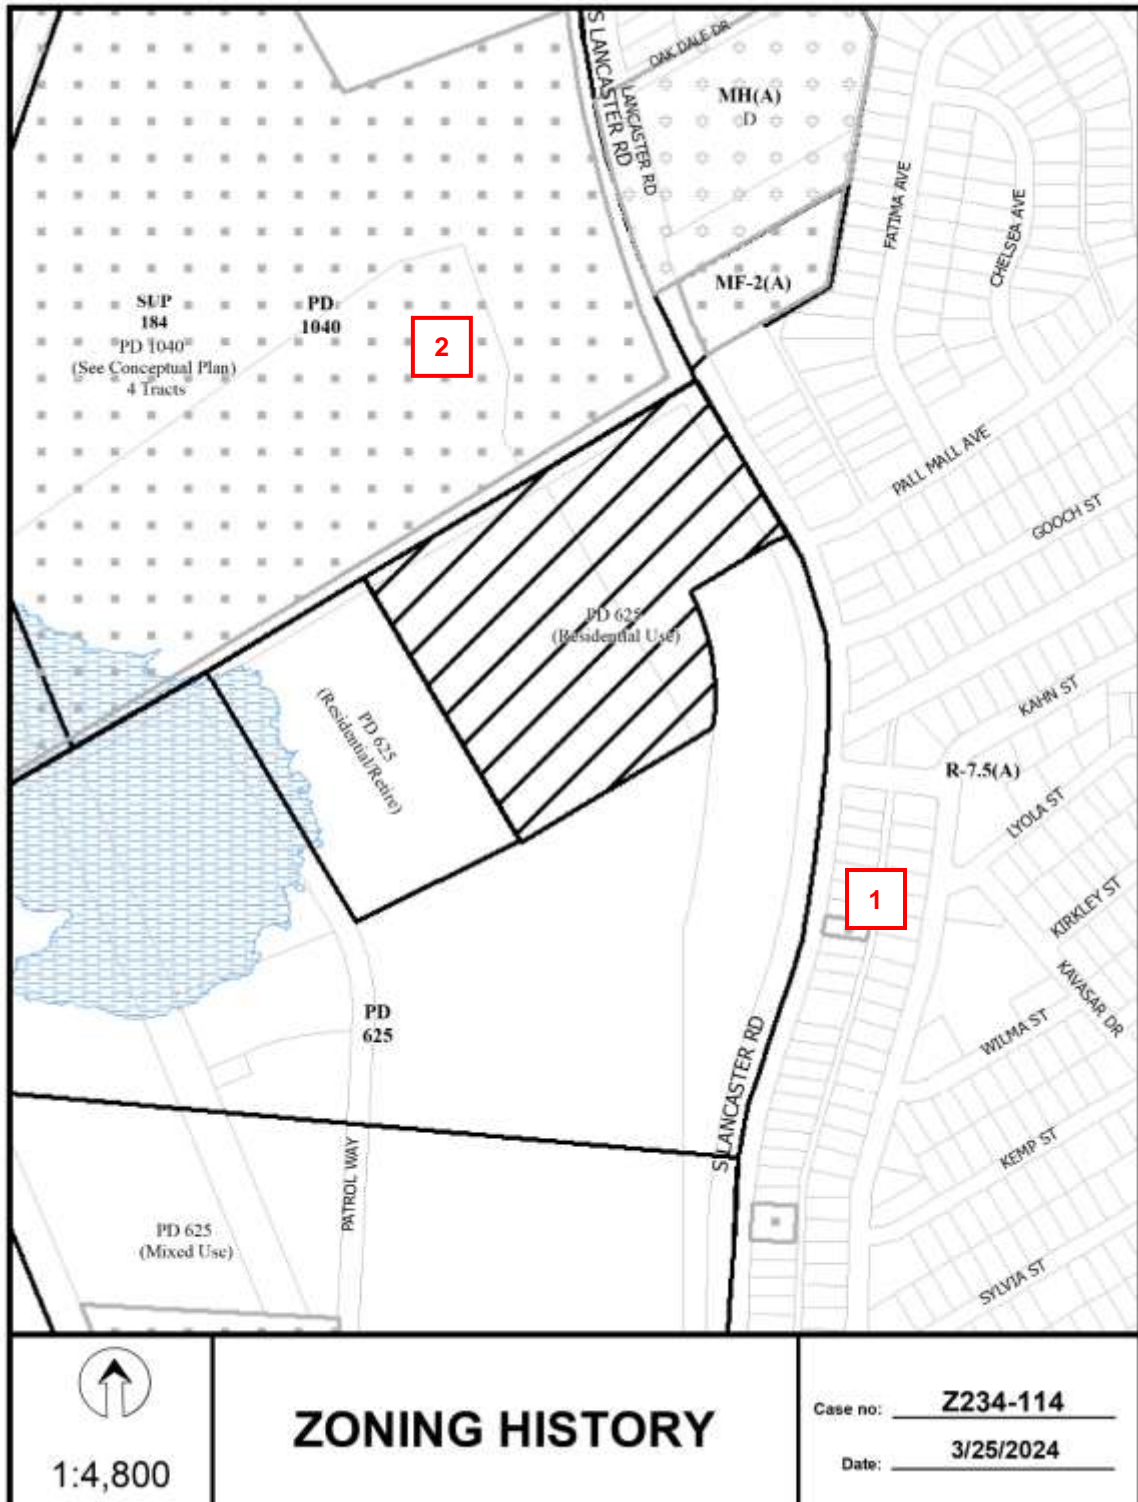 S LANCASTER RD
LANCASTER RD
OAK DALE DR
MH(A)
D
FATIMA AVE
CHELSEA AVE
MF-2(A)
SUP
184
PD 1040
(See Conceptual Plan)
4 Tracts
PD
1040
2
PALL MALL AVE
GOOCH ST
PD 625
(Residential Use)
PD 625
(Residential/Retire)
KAHN ST
R-7.5(A)
LYOLA ST
1
KIRKLEY ST
KAVASAR DR
WILMA ST
PD
625
S LANCASTER RD
KEMP ST
PATROL WAY
PD 625
(Mixed Use)
SYLVIA ST
1:4,800
ZONING HISTORY
Case no: Z234-114
Date: 3/25/2024